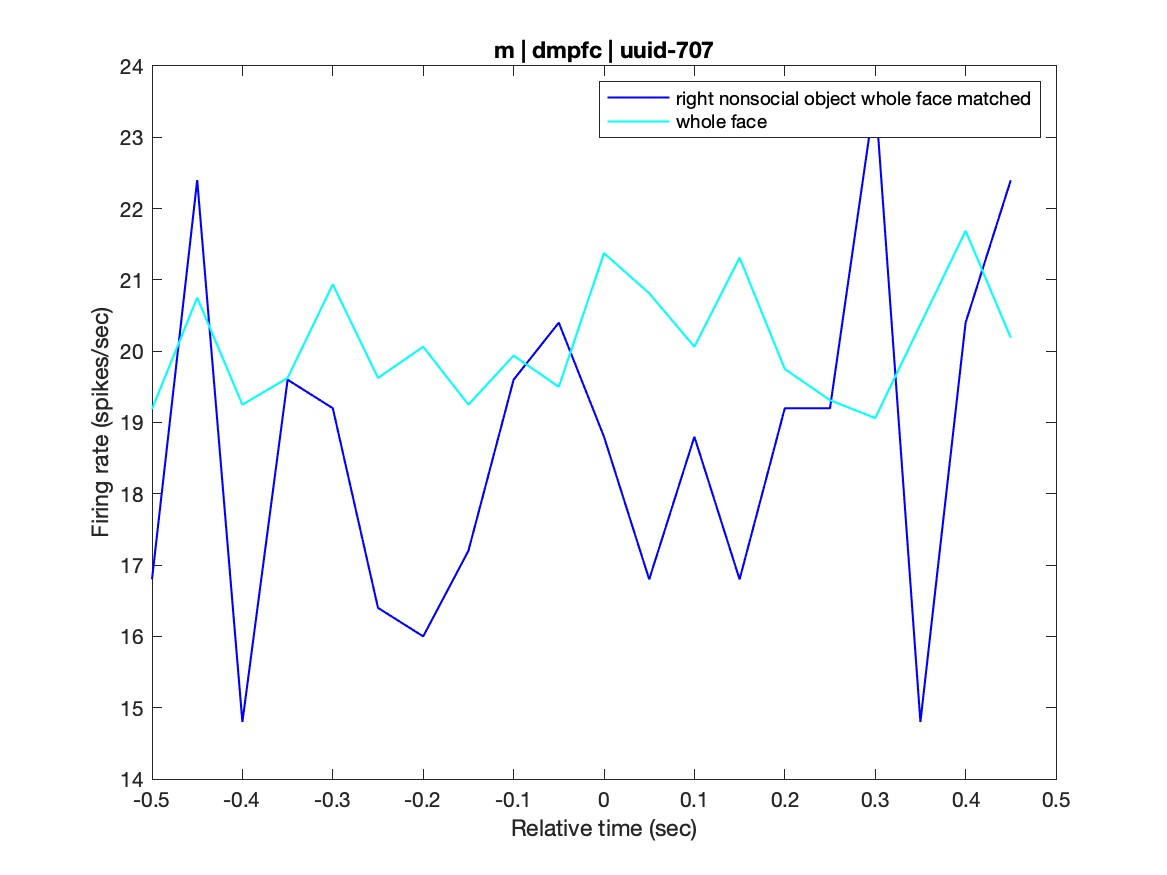 m | dmpfc | uuid-707
24
right nonsocial object whole face matched
whole face
23
22
21
20
19
18
17
16
15
14
Firing rate (spikes/sec)
-0.5 -0.4 -0.3 -0.2 -0.1 0 0.1 0.2 0.3 0.4 0.5
Relative time (sec)